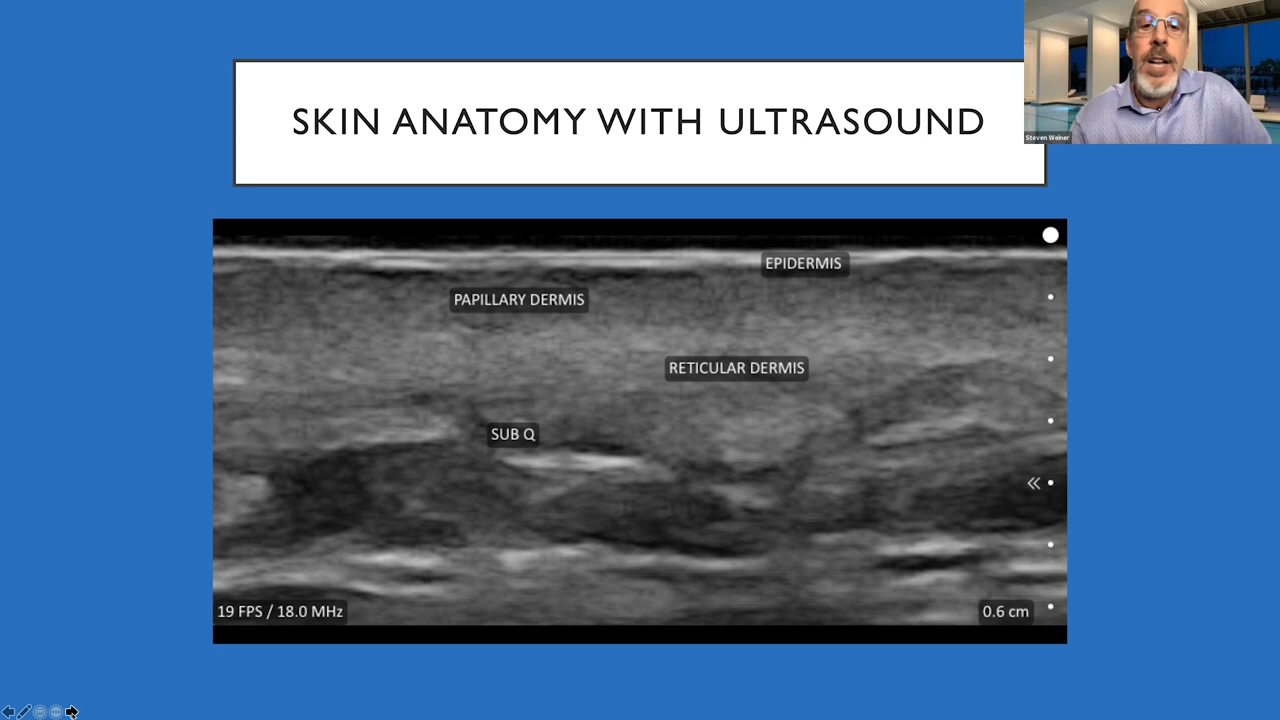 SKIN ANATOMY WITH ULTRASOUND
Steven Weiner
EPIDERMIS
PAPILLARY DERMIS
RETICULAR DERMIS
SUB Q
19 FPS / 18.0 MHz
0.6 cm